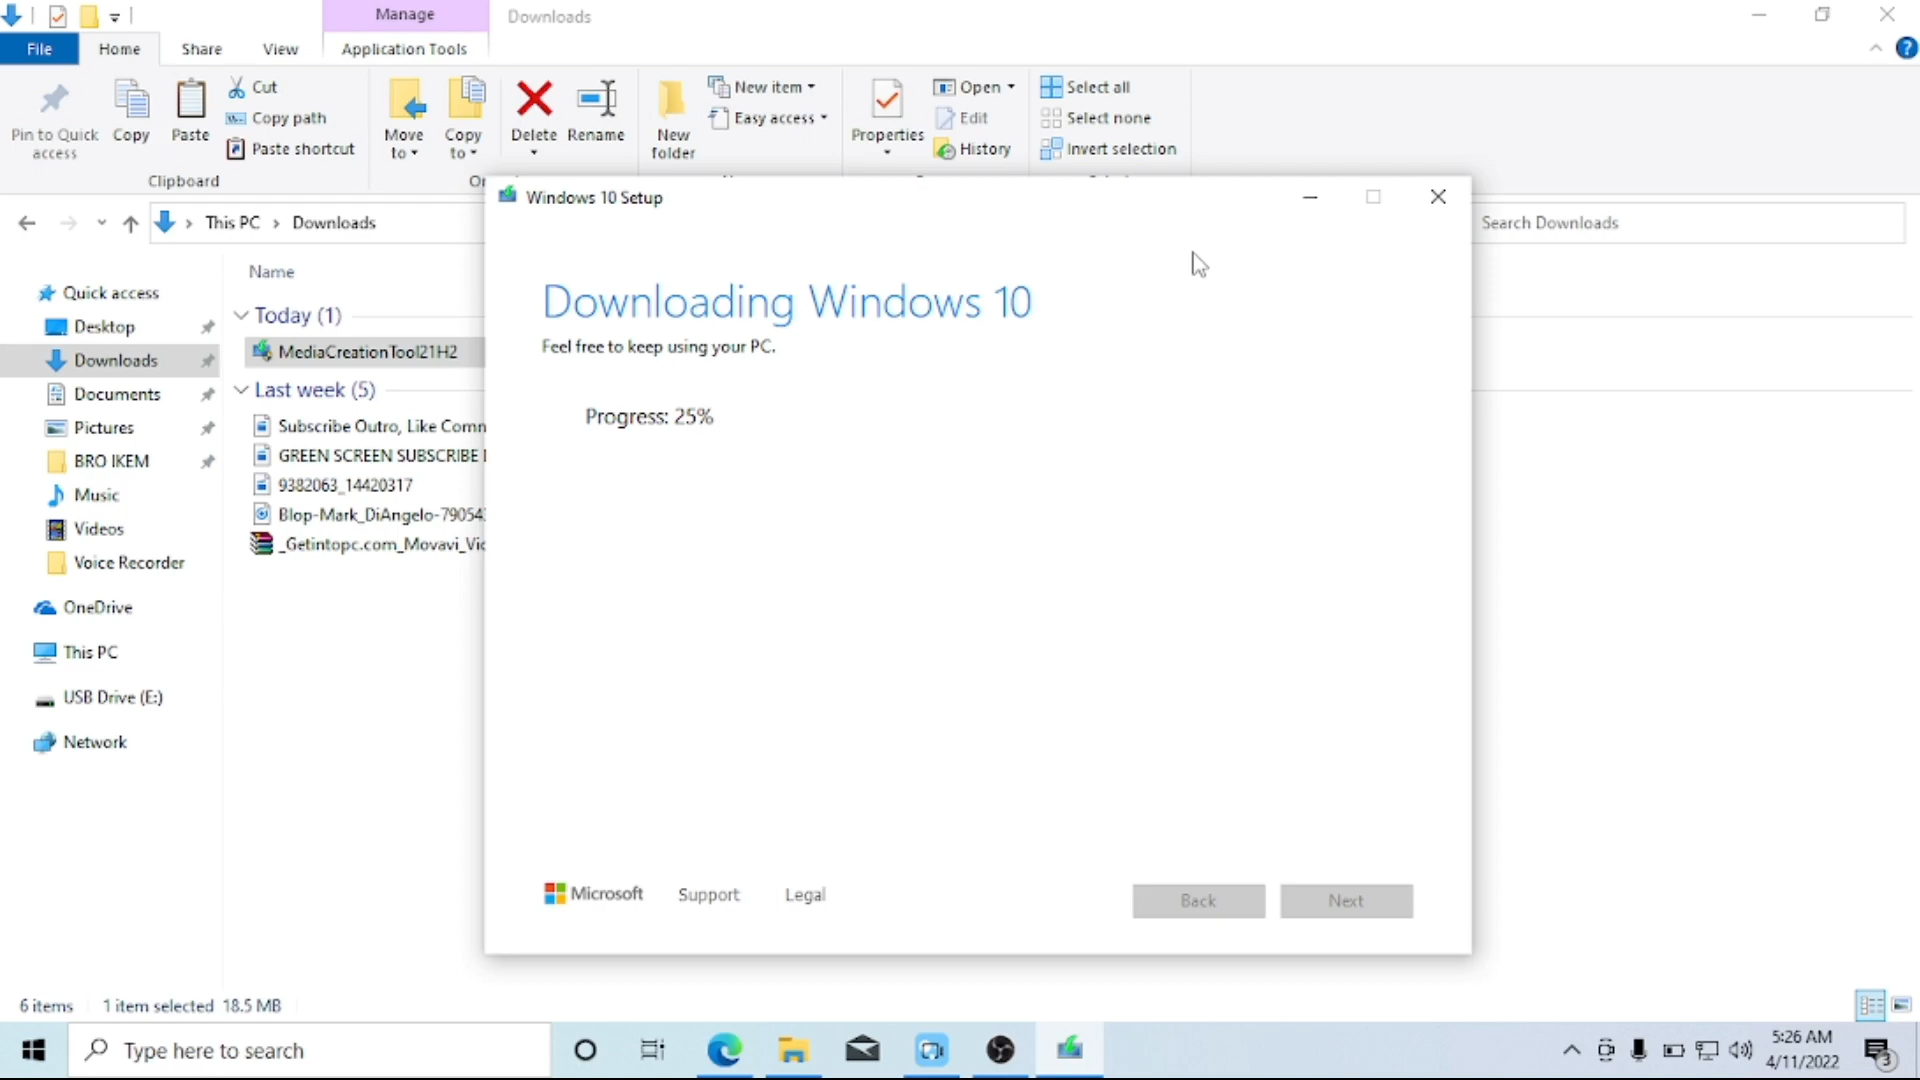 Manage
Downloads
File
Home
Share
View
Application Tools
Pin to Quick access
Copy
Paste
Cut
Copy path
Paste shortcut
Move to
Copy to
Delete
Rename
New folder
New item
Easy access
Properties
Open
Edit
History
Select all
Select none
Invert selection
Clipboard
This PC > Downloads
Search Downloads
Quick access
Desktop
Downloads
Documents
Pictures
BRO IKEM
Music
Videos
Voice Recorder
OneDrive
This PC
USB Drive (E:)
Network
Name
Today (1)
MediaCreationTool21H2
Last week (5)
Subscribe Outro, Like Comn
GREEN SCREEN SUBSCRIBE
9382063_14420317
Blop-Mark_DiAngelo-79054
_Getintopc.com_Movavi_Vic
Windows 10 Setup
Downloading Windows 10
Feel free to keep using your PC.
Progress: 25%
Microsoft
Support
Legal
Back
Next
6 items
1 item selected 18.5 MB
Type here to search
5:26 AM
4/11/2022
3